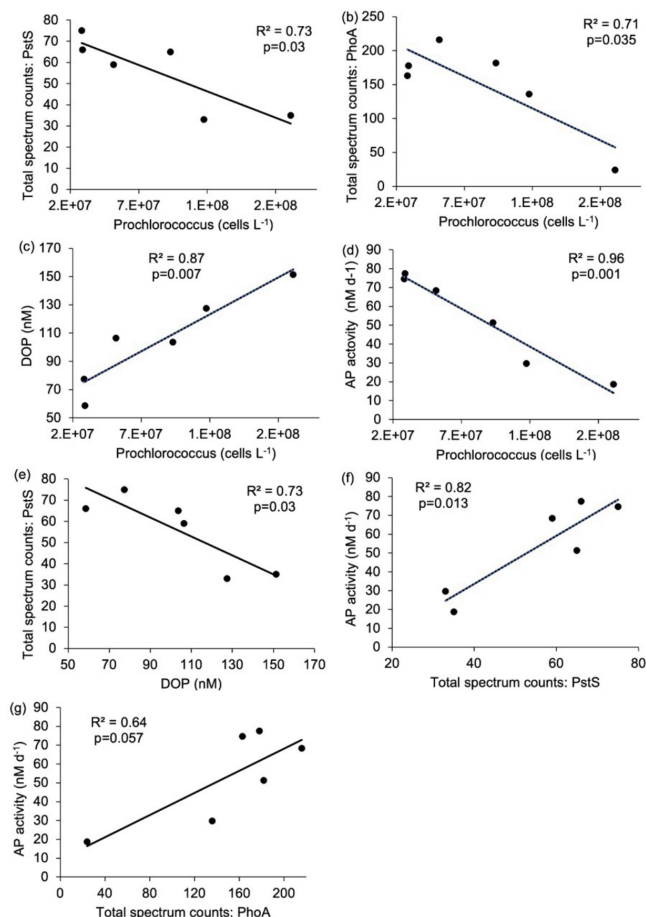 80
70
60
50
40
30
20
10
0
Total spectrum counts: PstS
R² = 0.73
p=0.03
2.E+07 7.E+07 1.E+08 2.E+08
Prochlorococcus (cells L⁻¹)
(b)
250
200
150
100
50
0
Total spectrum counts: PhoA
R² = 0.71
p=0.035
2.E+07 7.E+07 1.E+08 2.E+08
Prochlorococcus (cells L⁻¹)
(c)
170
150
130
110
90
70
50
DOP (nM)
R² = 0.87
p=0.007
2.E+07 7.E+07 1.E+08 2.E+08
Prochlorococcus (cells L⁻¹)
(d)
90
80
70
60
50
40
30
20
10
0
AP actovity (nM d-1)
R² = 0.96
p=0.001
2.E+07 7.E+07 1.E+08 2.E+08
Prochlorococcus (cells L⁻¹)
(e)
80
70
60
50
40
30
20
10
0
Total spectrum counts: PstS
R² = 0.73
p=0.03
50 70 90 110 130 150 170
DOP (nM)
(f)
90
80
70
60
50
40
30
20
10
0
AP activity (nM d⁻¹)
R² = 0.82
p=0.013
20 40 60 80
Total spectrum counts: PstS
(g)
90
80
70
60
50
40
30
20
10
0
AP activity (nM d⁻¹)
R² = 0.64
p=0.057
0 40 80 120 160 200
Total spectrum counts: PhoA